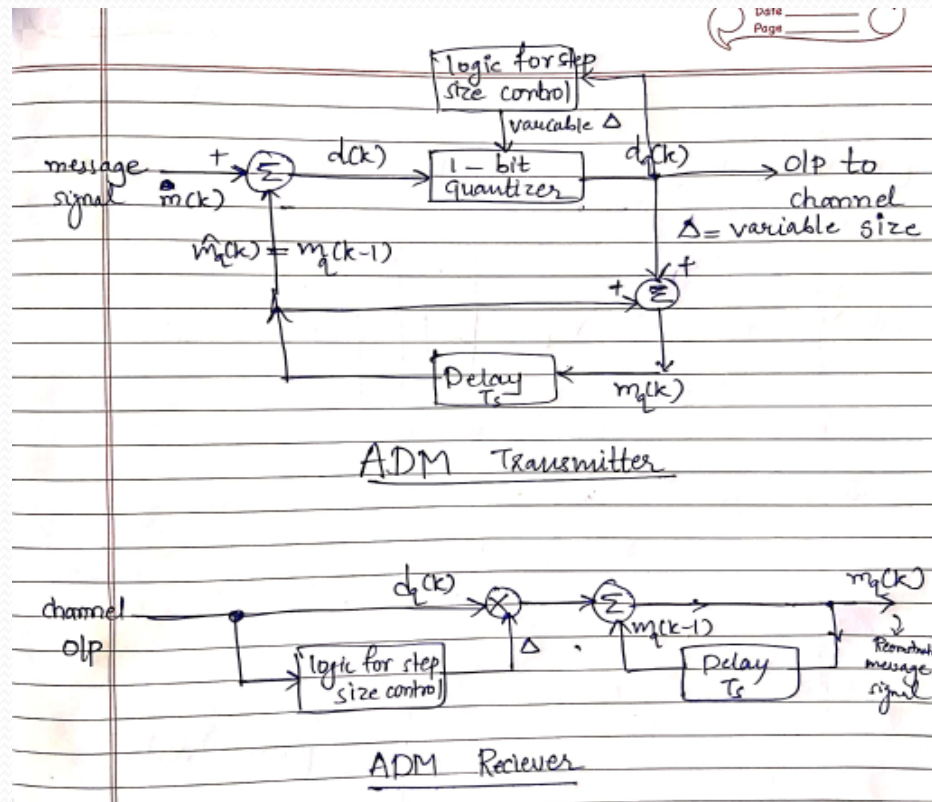 Date
Page
logic for step
size control
variable Δ
message
signal
+
m(k)
Σ
d(k)
1 - bit
quantizer
dq(k)
O/P to
channel
Δ = variable size
-
m̂q(k) = mq(k-1)
+
+
Σ
Delay
Ts
mq(k)
ADM Transmitter
channel
O/P
dq(k)
×
Σ
mq(k)
mq(k-1)
Δ
logic for step
size control
Delay
Ts
message
signal
ADM Reciever